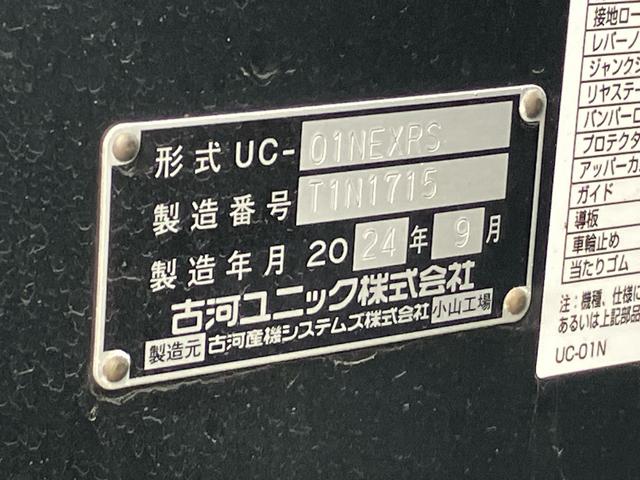 形式 UC-01NEXRS
製造番号 T1N1715
製造年月 2024年9月
古河ユニック株式会社
製造元 古河産機システムズ株式会社 小山工場
接地ロー
レバーノ
ジャンクシ
リヤステー
バンパーロ
プロテクタ
アッパーカ
ガイド
導板
車輪止め
当たりゴム
注：機種、仕様に
あるいは上記部品
UC-01N